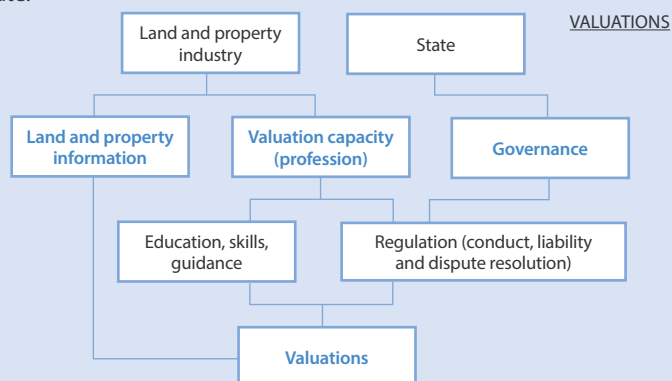 VALUATIONS
Land and property
industry
State
Land and property
information
Valuation capacity
(profession)
Governance
Education, skills,
guidance
Regulation (conduct, liability
and dispute resolution)
Valuations